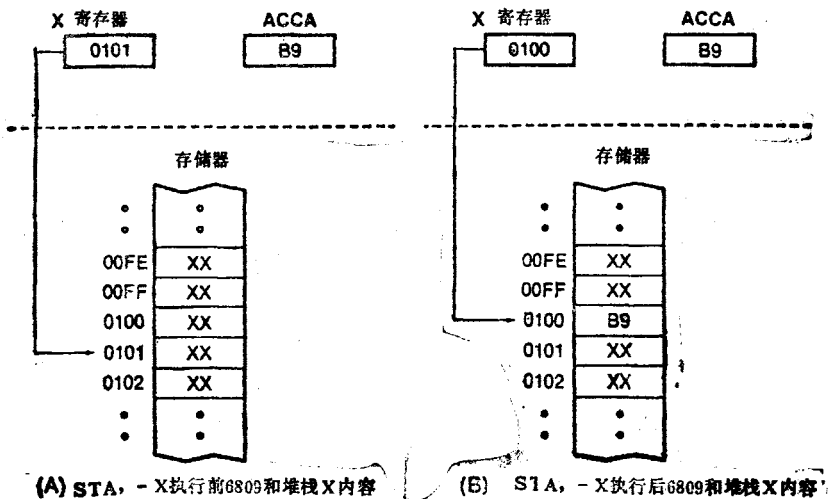 X 寄存器 ACCA
0101 B9
存储器
00FE XX
00FF XX
0100 XX
0101 XX
0102 XX
(A) STA, -X执行前6809和堆栈X内容
X 寄存器 ACCA
0100 B9
存储器
00FE XX
00FF XX
0100 B9
0101 XX
0102 XX
(B) STA, -X执行后6809和堆栈X内容